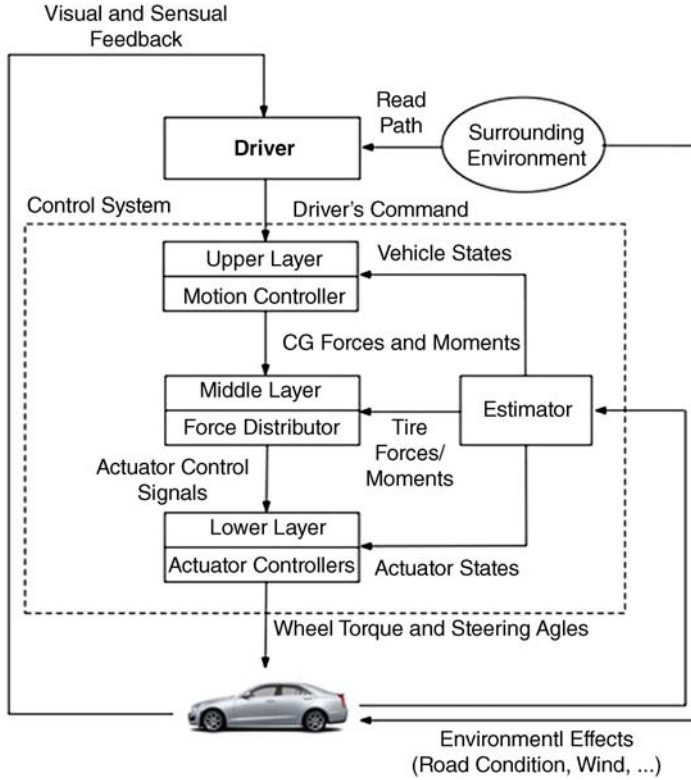 Visual and Sensual
Feedback
Read
Path
Surrounding
Environment
Driver
Control System
Driver's Command
Upper Layer
Vehicle States
Motion Controller
CG Forces and Moments
Middle Layer
Estimator
Force Distributor
Tire
Forces/
Moments
Actuator Control
Signals
Lower Layer
Actuator Controllers
Actuator States
Wheel Torque and Steering Agles
Environmentl Effects
(Road Condition, Wind, ...)